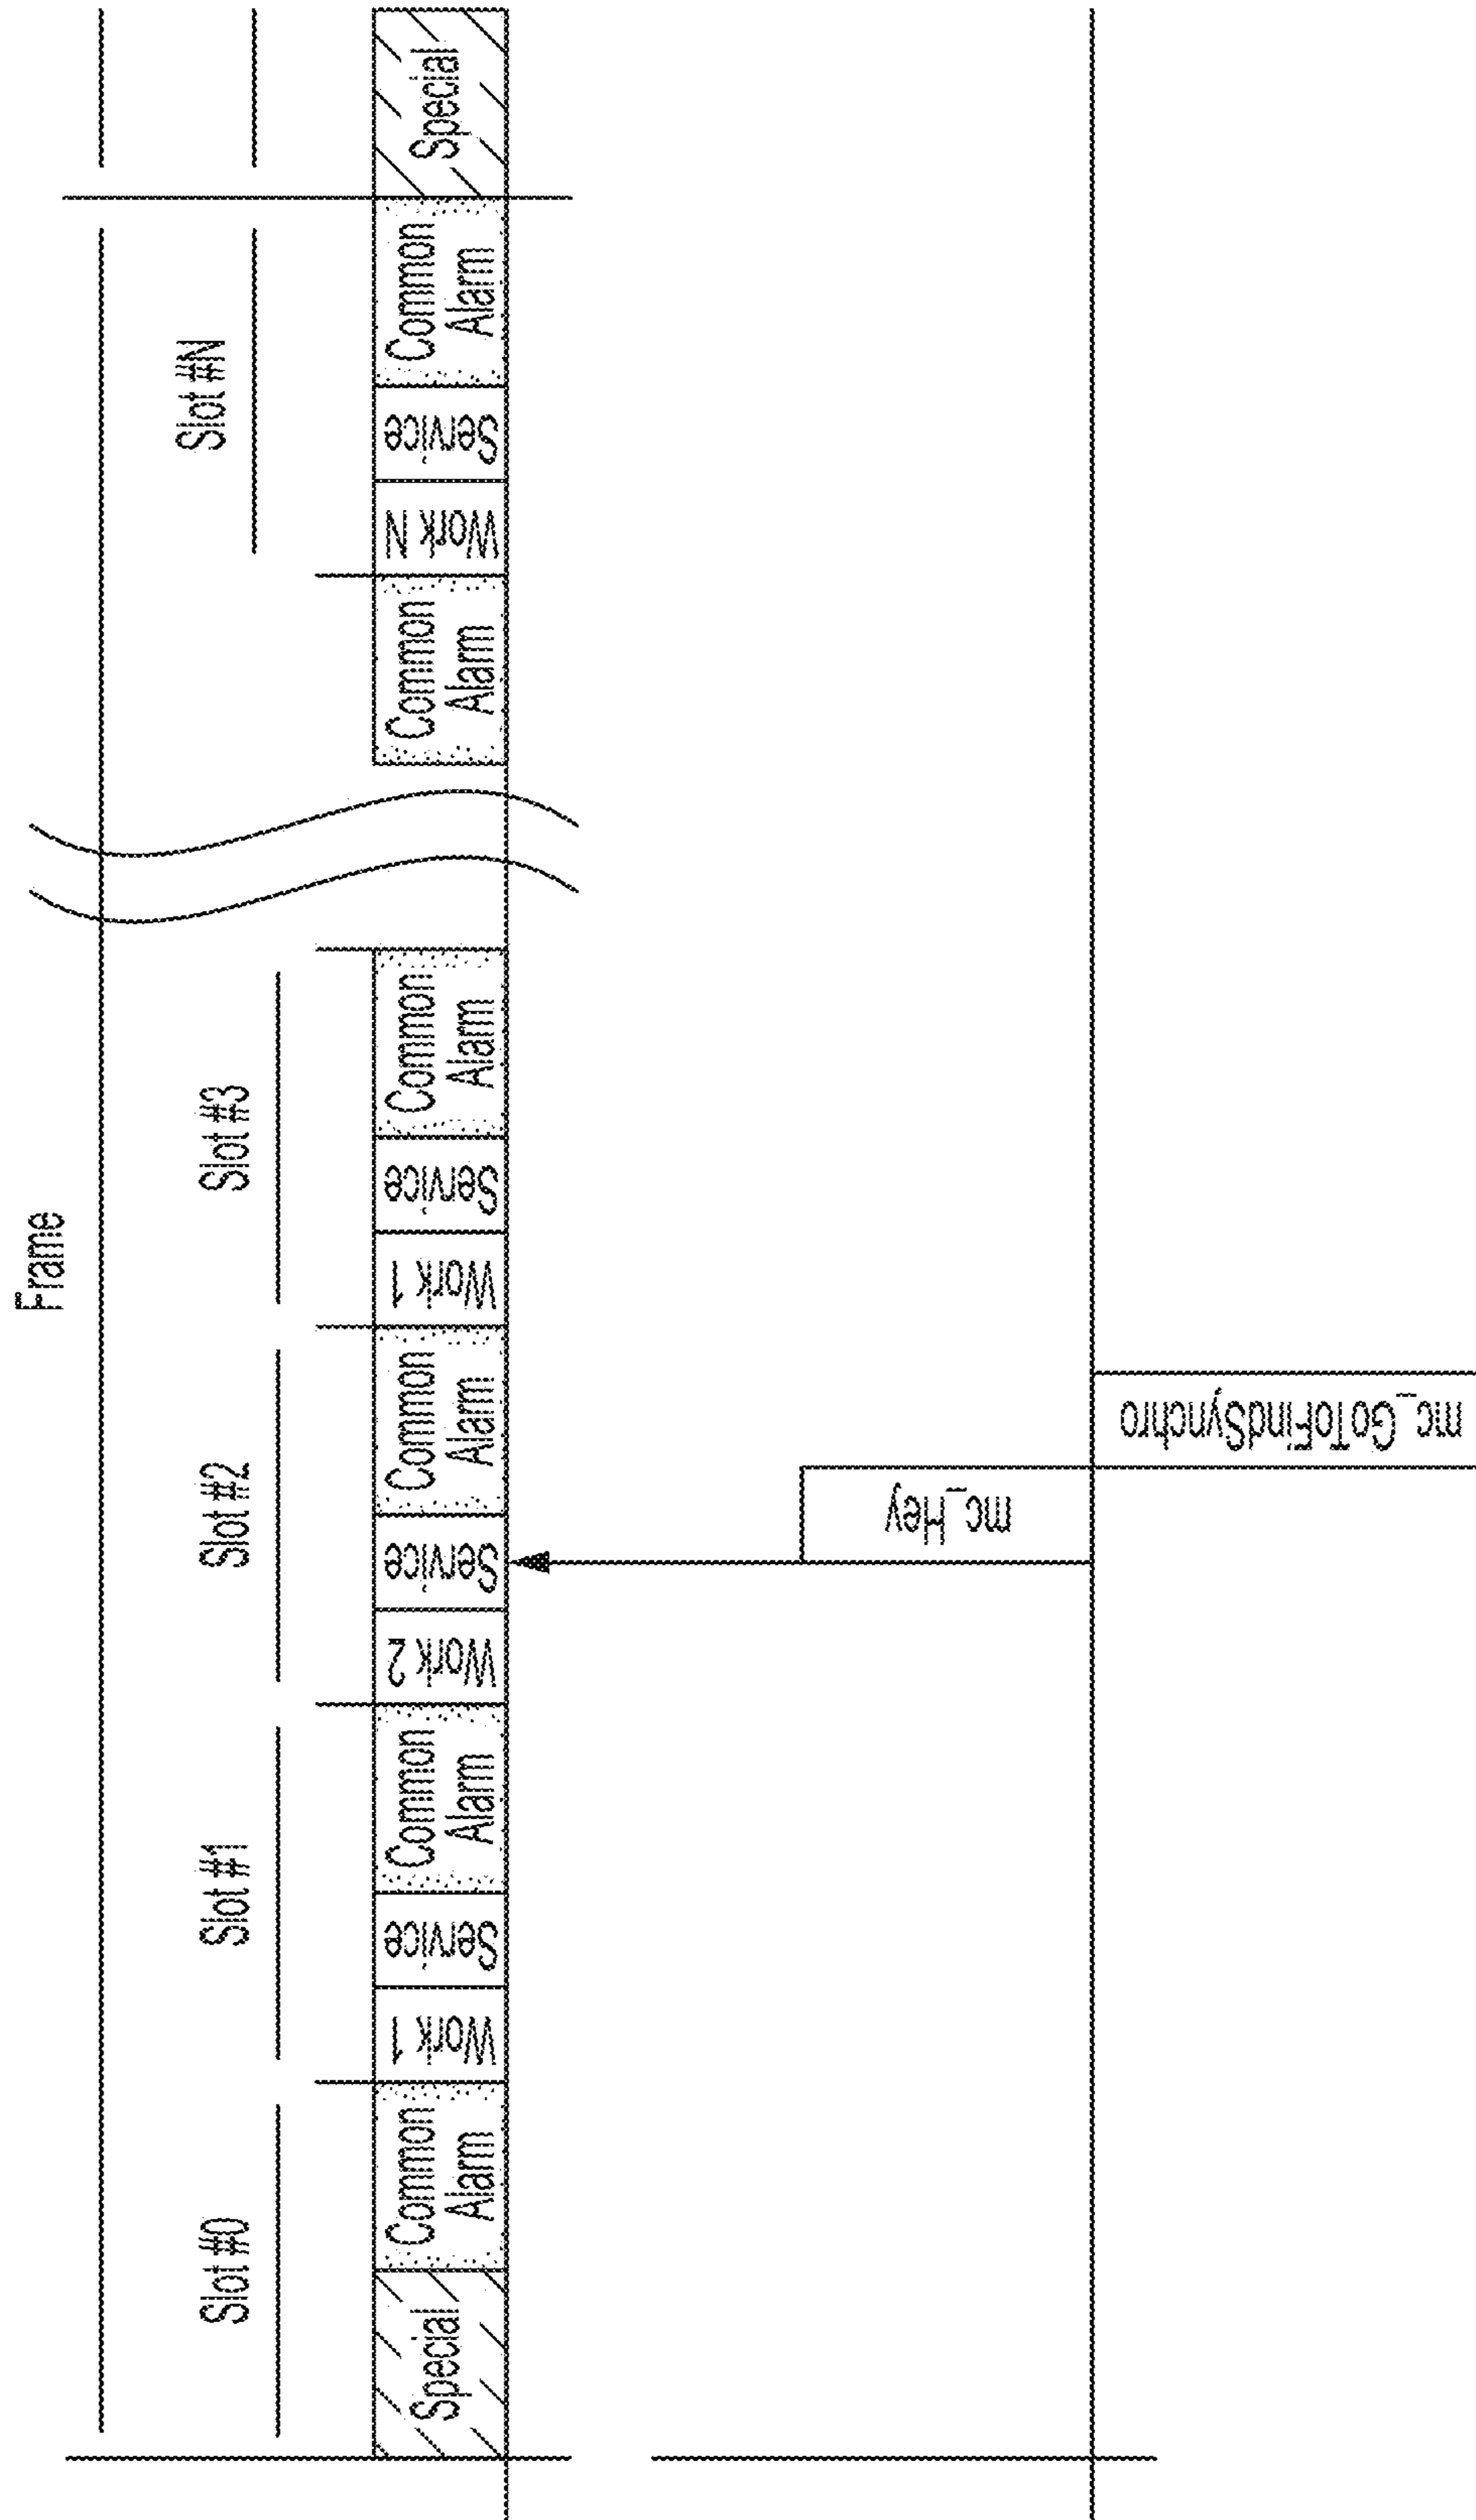 Frame
Slot #0
Slot #1
Slot #2
Slot #3
Slot #N
Special
Common
Alarm
Work 1
Service
Common
Alarm
Work 2
Service
Common
Alarm
Work 1
Service
Common
Alarm
Common
Alarm
Work N
Service
Common
Alarm
Special
mc_Hey
mc_GoToFindSynchro